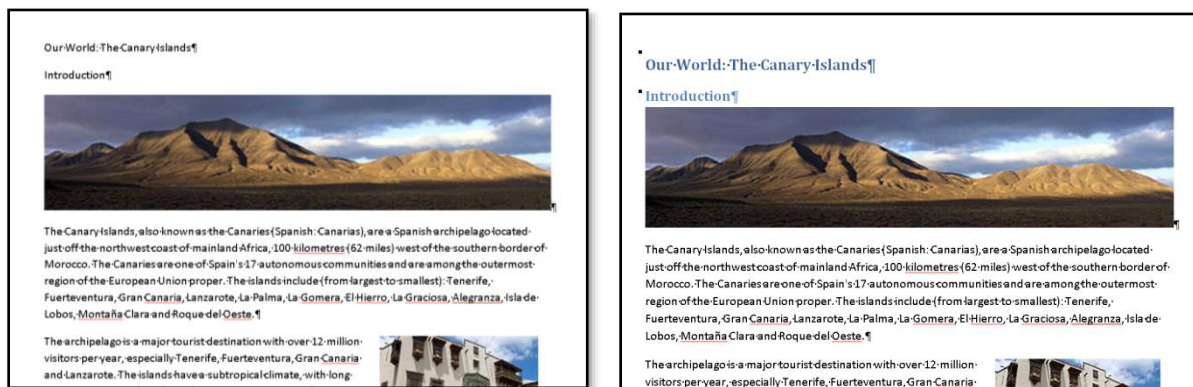 Our World: The Canary Islands¶
Introduction¶
¶
The Canary Islands, also known as the Canaries (Spanish: Canarias), are a Spanish archipelago located
just off the northwest coast of mainland Africa, 100 kilometres (62 miles) west of the southern border of
Morocco. The Canaries are one of Spain's 17 autonomous communities and are among the outermost
region of the European Union proper. The islands include (from largest to smallest): Tenerife,
Fuerteventura, Gran Canaria, Lanzarote, La Palma, La Gomera, El Hierro, La Graciosa, Alegranza, Isla de
Lobos, Montaña Clara and Roque del Oeste.¶
The archipelago is a major tourist destination with over 12 million
visitors per year, especially Tenerife, Fuerteventura, Gran Canaria
and Lanzarote. The islands have a subtropical climate, with long
Our World: The Canary Islands¶
Introduction¶
¶
The Canary Islands, also known as the Canaries (Spanish: Canarias), are a Spanish archipelago located
just off the northwest coast of mainland Africa, 100 kilometres (62 miles) west of the southern border of
Morocco. The Canaries are one of Spain's 17 autonomous communities and are among the outermost
region of the European Union proper. The islands include (from largest to smallest): Tenerife,
Fuerteventura, Gran Canaria, Lanzarote, La Palma, La Gomera, El Hierro, La Graciosa, Alegranza, Isla de
Lobos, Montaña Clara and Roque del Oeste.¶
The archipelago is a major tourist destination with over 12 million
visitors per year, especially Tenerife, Fuerteventura, Gran Canaria